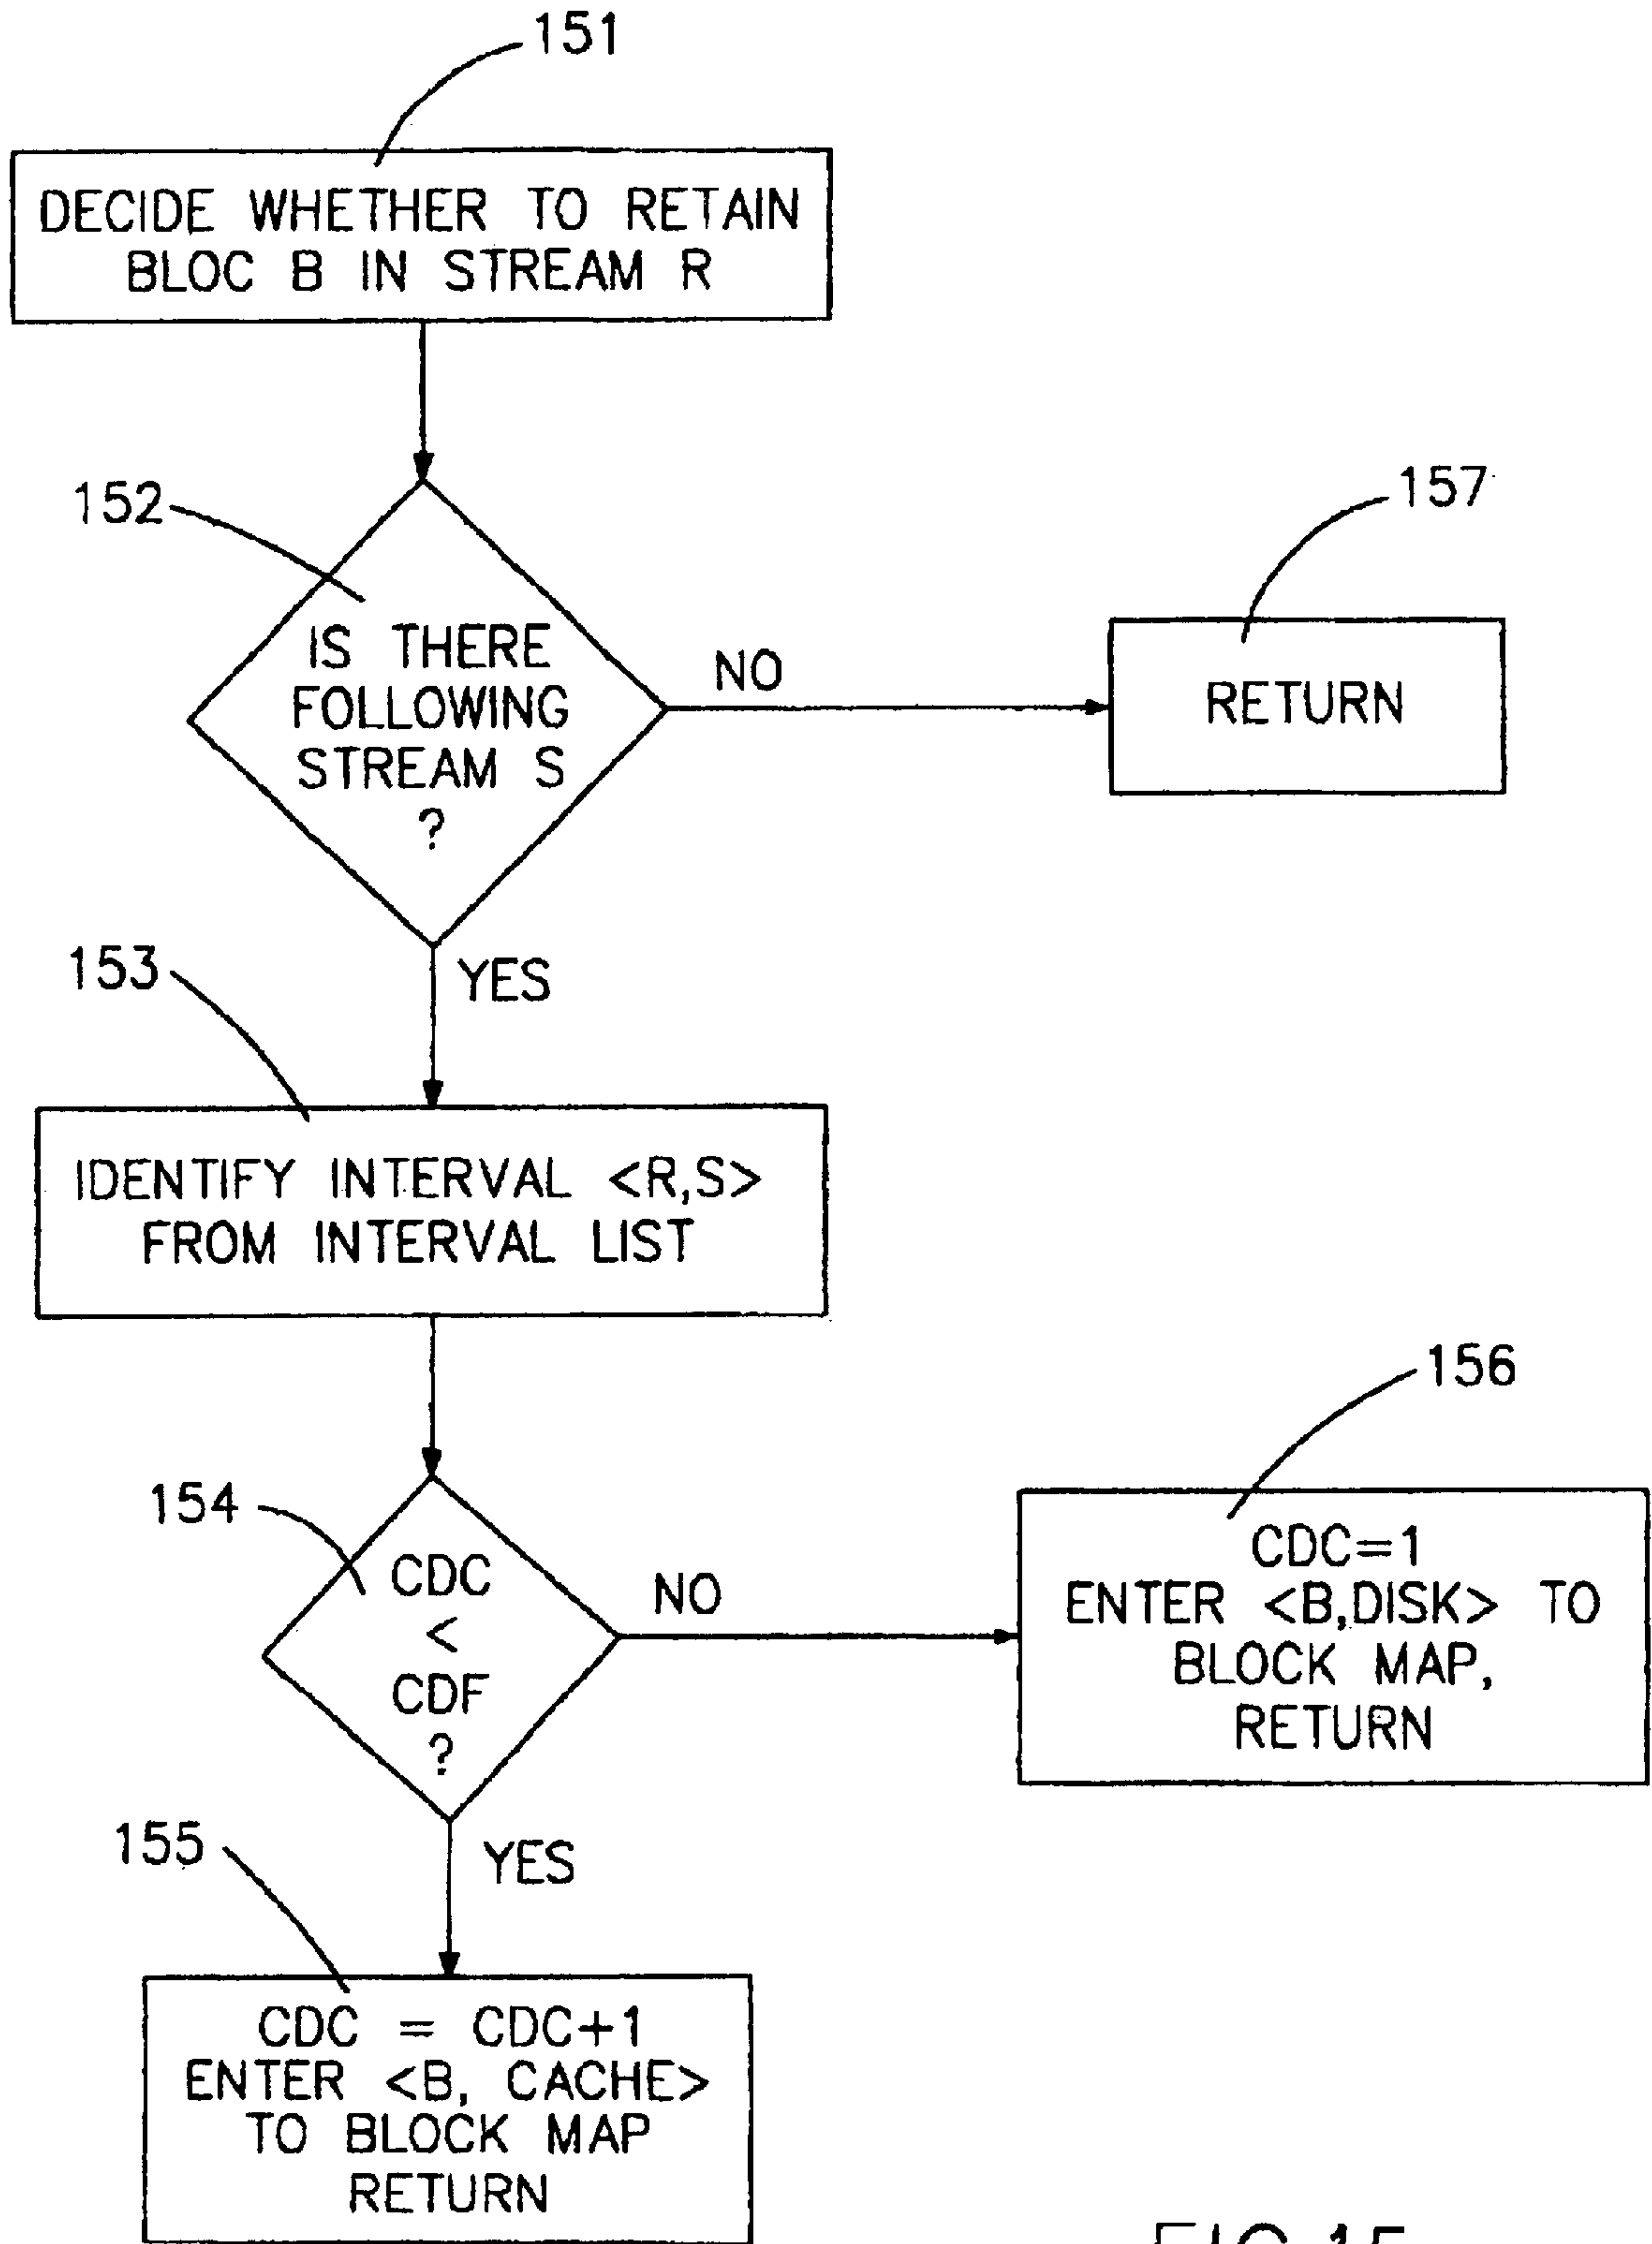 151
DECIDE WHETHER TO RETAIN
BLOC B IN STREAM R
152
IS THERE
FOLLOWING
STREAM S
?
NO
157
RETURN
YES
153
IDENTIFY INTERVAL <R,S>
FROM INTERVAL LIST
154
CDC
<
CDF
?
NO
156
CDC=1
ENTER <B,DISK> TO
BLOCK MAP,
RETURN
YES
155
CDC = CDC+1
ENTER <B, CACHE>
TO BLOCK MAP
RETURN
FIG.15